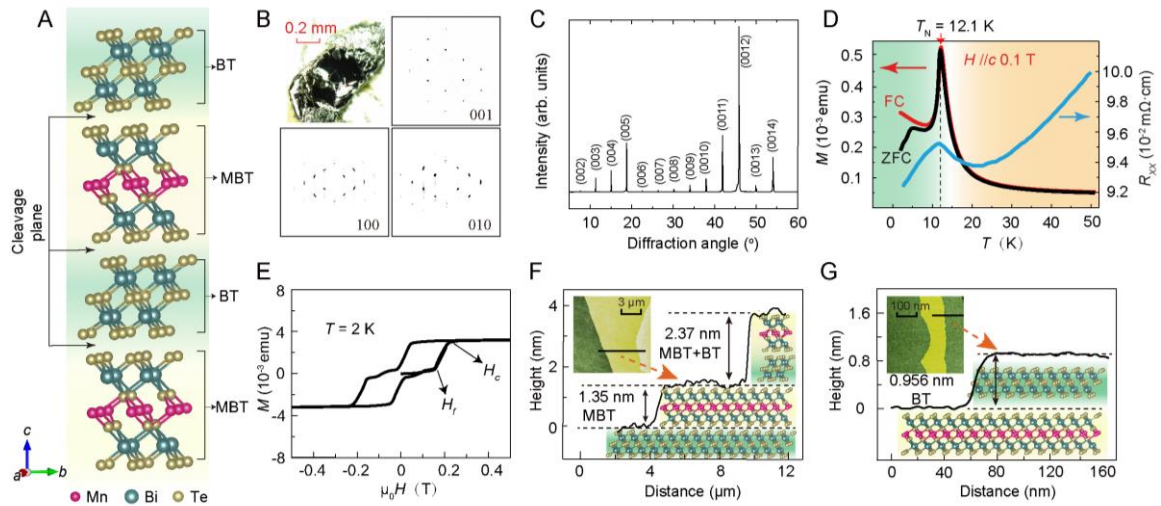 A
BT
MBT
Cleavage
plane
BT
MBT
c
a
b
Mn
Bi
Te
B
0.2 mm
001
100
010
C
Intensity (arb. units)
(002)
(003)
(004)
(005)
(006)
(007)
(008)
(009)
(0010)
(0011)
(0012)
(0013)
(0014)
10 20 30 40 50 60
Diffraction angle (°)
D
T_N = 12.1 K
H //c 0.1 T
FC
ZFC
M (10⁻³ emu)
0.5
0.4
0.3
0.2
0.1
10.0
9.8
9.6
9.4
9.2
R_XX (10⁻² mΩ·cm)
0 10 20 30 40 50
T (K)
E
T = 2 K
M (10⁻³ emu)
8
4
0
-4
-8
H_c
H_f
-0.4 0 0.4
μ₀H (T)
F
3 μm
Height (nm)
4
2
0
2.37 nm
MBT+BT
1.35 nm
MBT
0 4 8 12
Distance (μm)
G
100 nm
Height (nm)
1.6
0.8
0
0.956 nm
BT
0 40 80 120 160
Distance (nm)